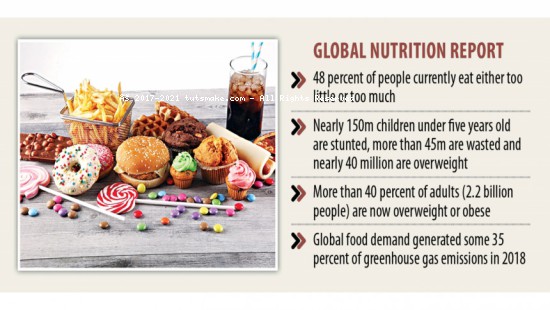 GLOBAL NUTRITION REPORT
48 percent of people currently eat either too
little or too much
Nearly 150m children under five years old
are stunted, more than 45m are wasted and
nearly 40 million are overweight
More than 40 percent of adults (2.2 billion
people) are now overweight or obese
Global food demand generated some 35
percent of greenhouse gas emissions in 2018
2017-2021 tutsmake.com - All Rights